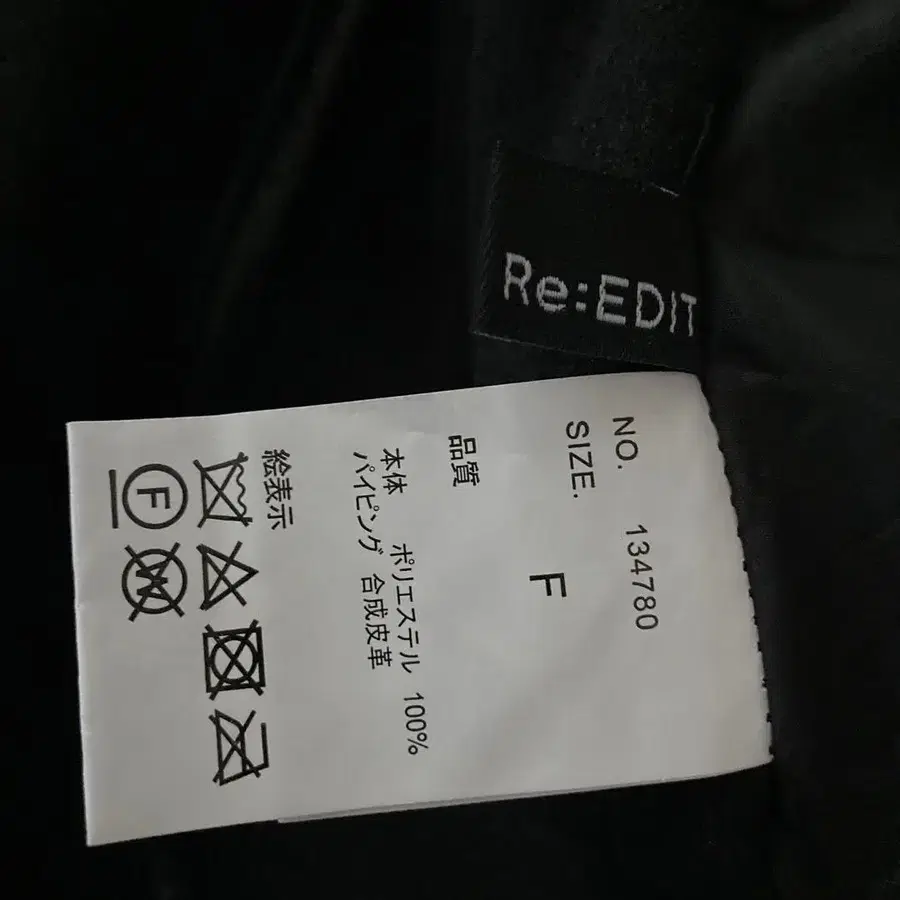 Re:EDIT
NO. 134780
SIZE. F
品質
本体 ポリエステル 100%
パイピング 合成皮革
絵表示
F
W